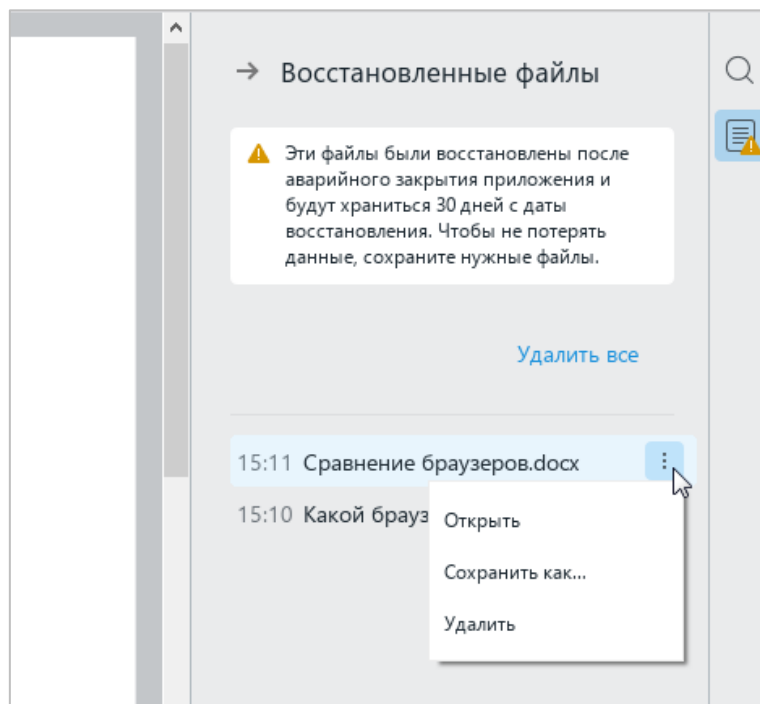 Восстановленные файлы
Эти файлы были восстановлены после
аварийного закрытия приложения и
будут храниться 30 дней с даты
восстановления. Чтобы не потерять
данные, сохраните нужные файлы.
Удалить все
15:11 Сравнение браузеров.docx
15:10 Какой
Открыть
Сохранить как...
Удалить